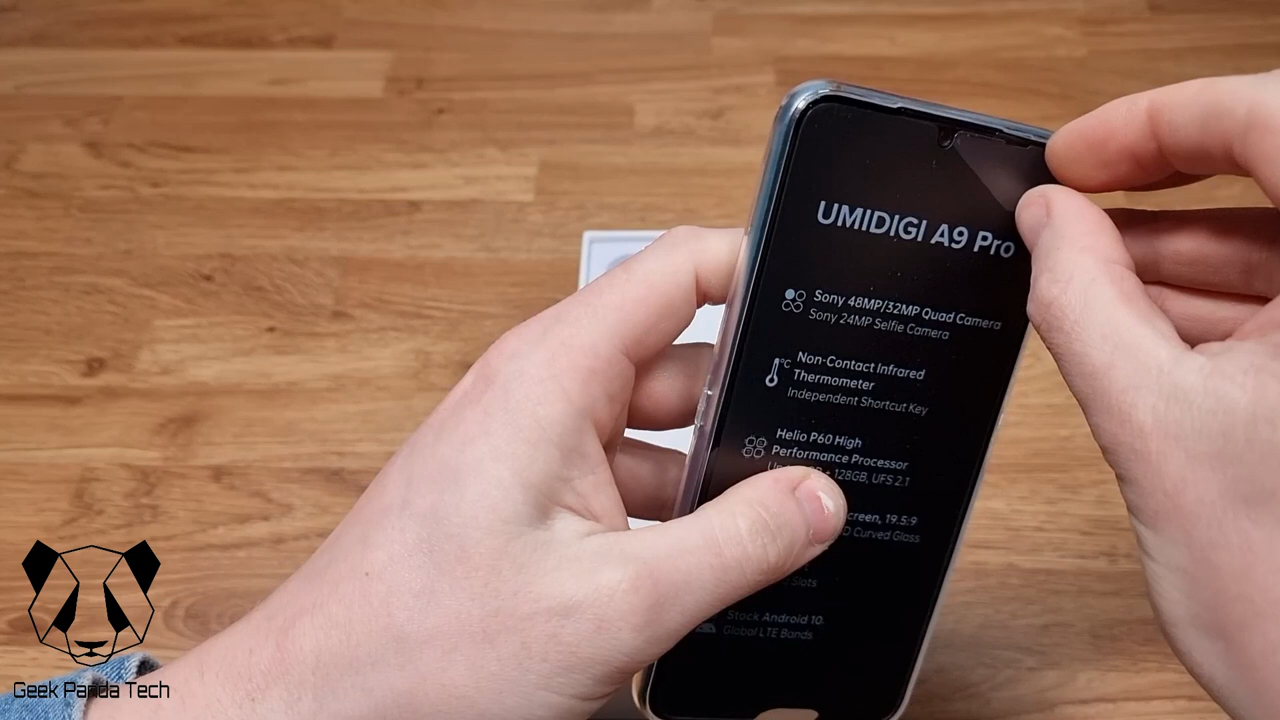 UMIDIGI A9 Pro
Sony 48MP/32MP Quad Camera
Sony 24MP Selfie Camera
°C
Non-Contact Infrared
Thermometer
Independent Shortcut Key
Helio P60 High
Performance Processor
+ 128GB, UFS 2.1
19.5:9
Curved Glass
Slots
Stock Android 10
Global LTE Bands
Geek Panda Tech